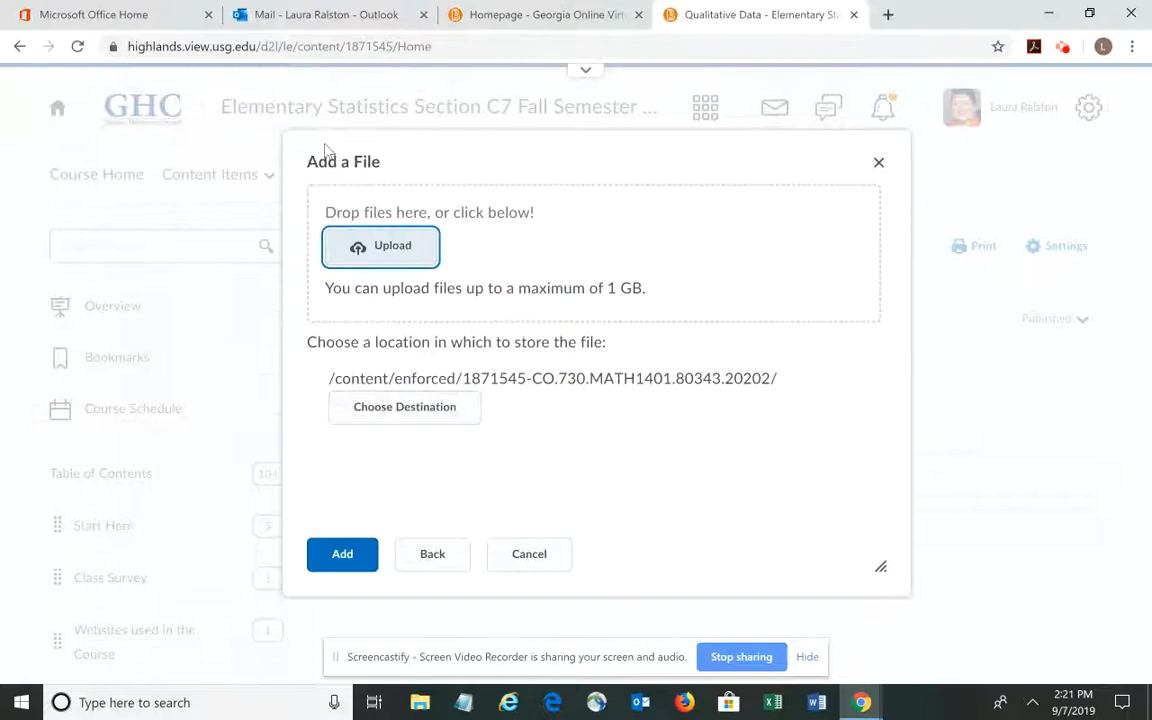 Microsoft Office Home
Mail - Laura Ralston - Outlook
Homepage - Georgia Online Virt
Qualitative Data - Elementary Sta
highlands.view.usg.edu/d2l/le/content/1871545/Home
L
GHC
Elementary Statistics Section C7 Fall Semester ...
Laura Ralston
Course Home
Content Items
Add a File
Drop files here, or click below!
Upload
You can upload files up to a maximum of 1 GB.
Print
Settings
Overview
Published
Choose a location in which to store the file:
Bookmarks
/content/enforced/1871545-CO.730.MATH1401.80343.20202/
Choose Destination
Course Schedule
Table of Contents
Start Here
Add
Back
Cancel
Class Survey
Websites used in the
1
Course
Screencastify - Screen Video Recorder is sharing your screen and audio.
Stop sharing
Hide
Type here to search
2:21 PM
9/7/2019